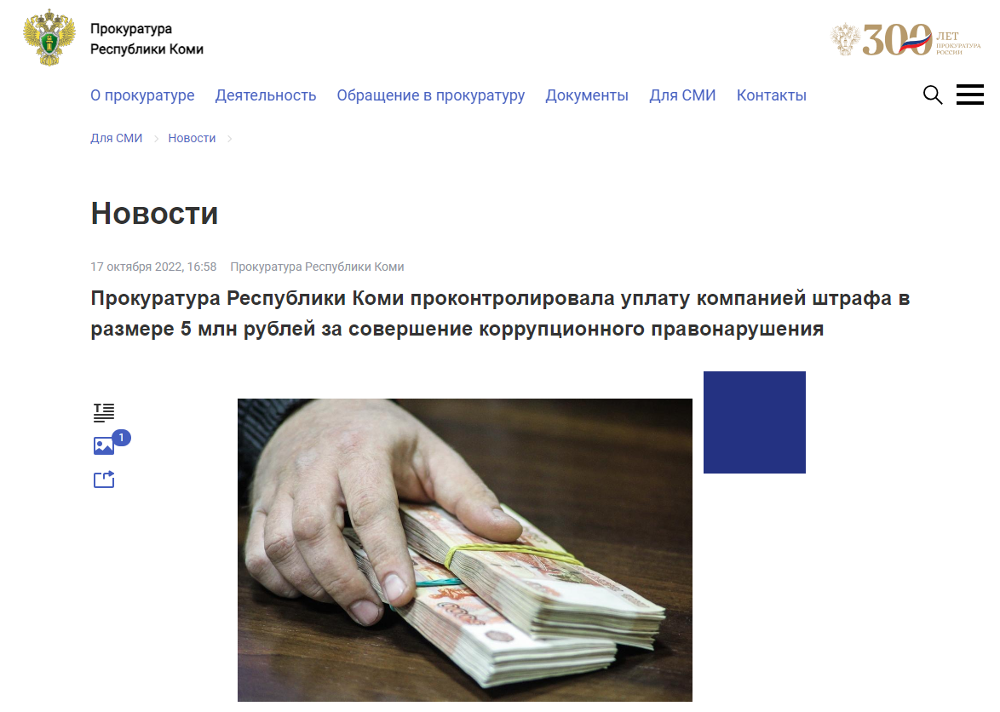 Прокуратура
Республики Коми
300 ЛЕТ
ПРОКУРАТУРА
РОССИИ
О прокуратуре Деятельность Обращение в прокуратуру Документы Для СМИ Контакты
Для СМИ Новости
Новости
17 октября 2022, 16:58 Прокуратура Республики Коми
Прокуратура Республики Коми проконтролировала уплату компанией штрафа в
размере 5 млн рублей за совершение коррупционного правонарушения
T
1